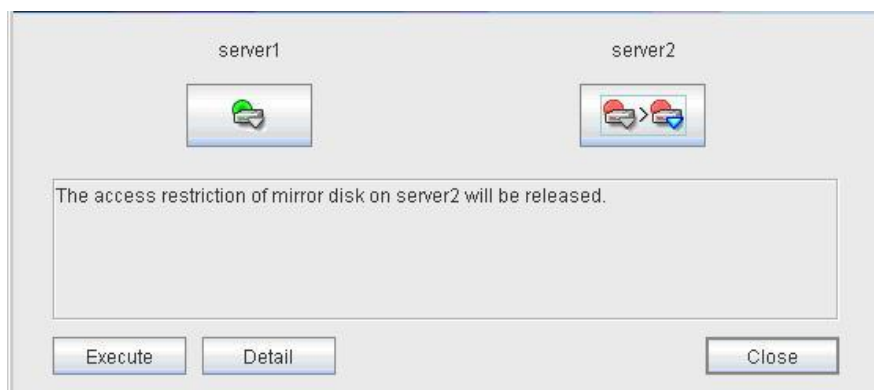 server1 server2
>
The access restriction of mirror disk on server2 will be released.
Execute Detail Close